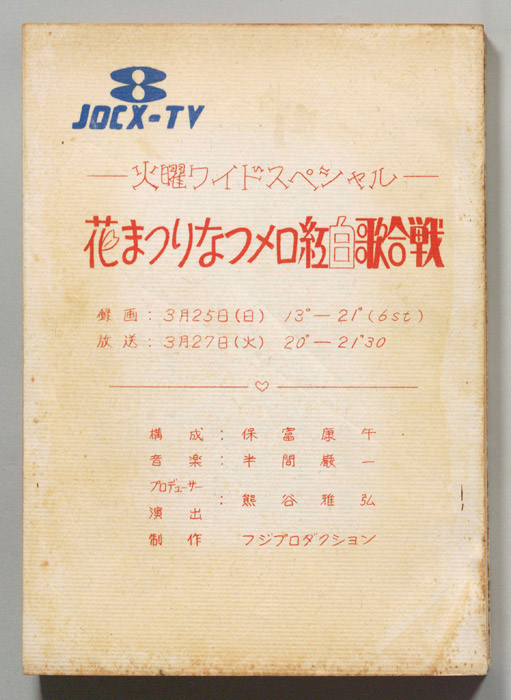 8
JOCX-TV
―火曜ワイドスペシャル―
花まつりなつメロ紅白歌合戦
録画：3月25日(日) 13°―21°(6st)
放送：3月27日(火) 20°―21°30
構成：保富康午
音楽：半間巌一
プロデューサー
演出：熊谷雅弘
制作 フジプロダクション